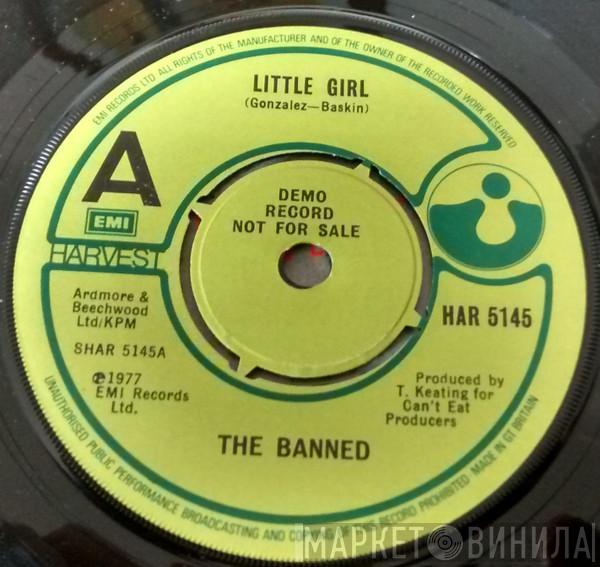 EMI RECORDS LTD. ALL RIGHTS OF THE MANUFACTURER AND OF THE OWNER OF THE RECORDED WORK RESERVED
LITTLE GIRL
(Gonzalez—Baskin)
A
EMI
HARVEST
DEMO
RECORD
NOT FOR SALE
HAR 5145
Ardmore &
Beechwood
Ltd/KPM
SHAR 5145A
℗1977
EMI Records
Ltd.
Produced by
T. Keating for
Can't Eat
Producers
THE BANNED
UNAUTHORISED PUBLIC PERFORMANCE BROADCASTING AND COPYING OF THIS RECORD PROHIBITED MADE IN GT BRITAIN
МАРКЕТ ВИНИЛА